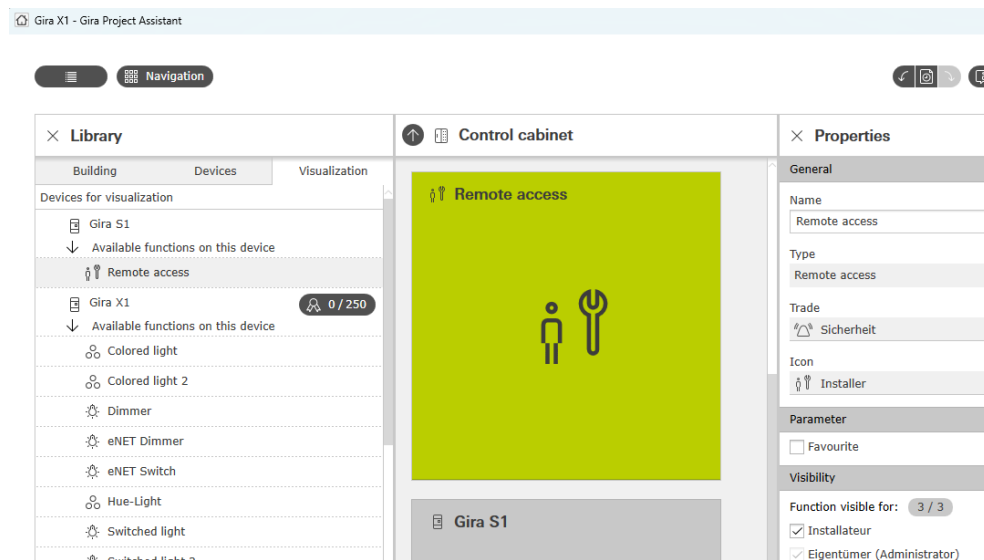 Gira X1 - Gira Project Assistant
Navigation
Library
Building Devices Visualization
Devices for visualization
Gira S1
Available functions on this device
Remote access
Gira X1
0 / 250
Available functions on this device
Colored light
Colored light 2
Dimmer
eNET Dimmer
eNET Switch
Hue-Light
Switched light
Switched light 2
Control cabinet
Remote access
Gira S1
Properties
General
Name
Remote access
Type
Remote access
Trade
Sicherheit
Icon
Installer
Parameter
Favourite
Visibility
Function visible for: 3 / 3
Installateur
Eigentümer (Administrator)